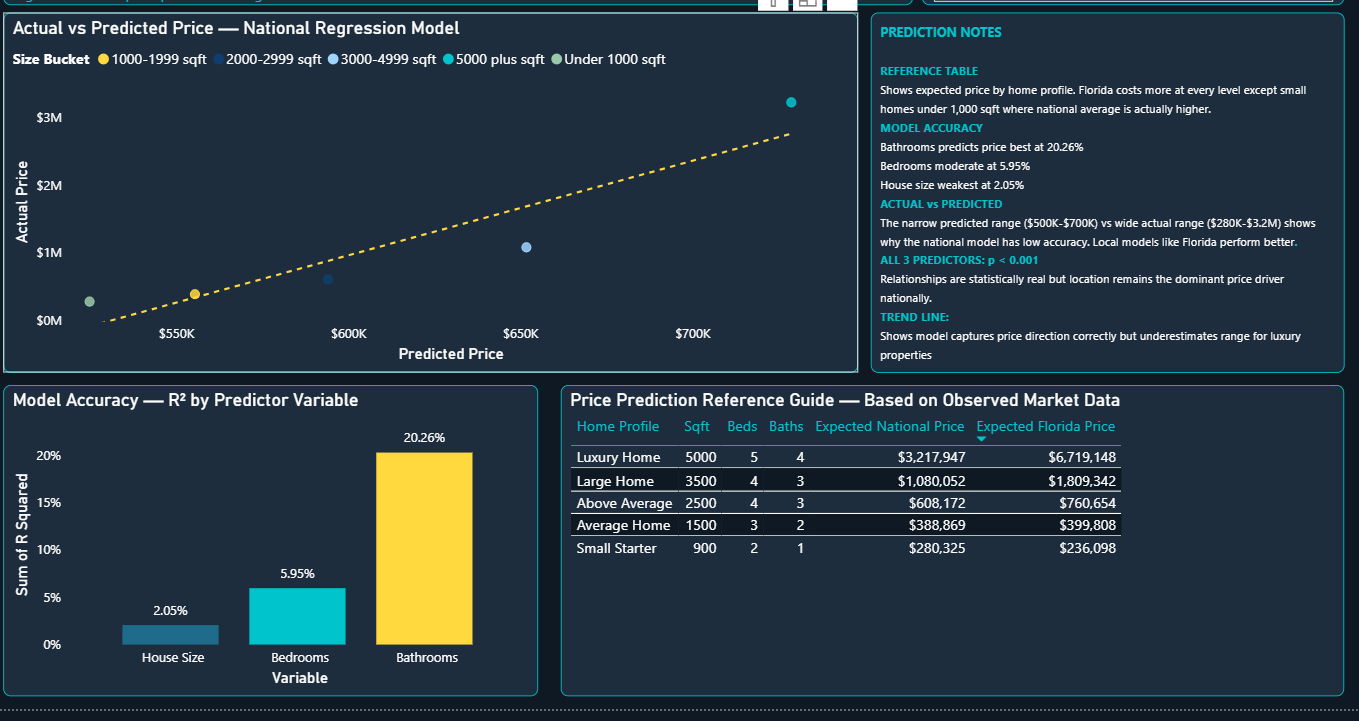 Actual vs Predicted Price — National Regression Model
Size Bucket 1000-1999 sqft 2000-2999 sqft 3000-4999 sqft 5000 plus sqft Under 1000 sqft
Actual Price
$3M
$2M
$1M
$0M
$550K $600K $650K $700K
Predicted Price
PREDICTION NOTES
REFERENCE TABLE
Shows expected price by home profile. Florida costs more at every level except small
homes under 1,000 sqft where national average is actually higher.
MODEL ACCURACY
Bathrooms predicts price best at 20.26%
Bedrooms moderate at 5.95%
House size weakest at 2.05%
ACTUAL vs PREDICTED
The narrow predicted range ($500K-$700K) vs wide actual range ($280K-$3.2M) shows
why the national model has low accuracy. Local models like Florida perform better.
ALL 3 PREDICTORS: p < 0.001
Relationships are statistically real but location remains the dominant price driver
nationally.
TREND LINE:
Shows model captures price direction correctly but underestimates range for luxury
properties
Model Accuracy — R² by Predictor Variable
Sum of R Squared
20%
15%
10%
5%
0%
2.05%
5.95%
20.26%
House Size Bedrooms Bathrooms
Variable
Price Prediction Reference Guide — Based on Observed Market Data
Home Profile Sqft Beds Baths Expected National Price Expected Florida Price
Luxury Home 5000 5 4 $3,217,947 $6,719,148
Large Home 3500 4 3 $1,080,052 $1,809,342
Above Average 2500 4 3 $608,172 $760,654
Average Home 1500 3 2 $388,869 $399,808
Small Starter 900 2 1 $280,325 $236,098